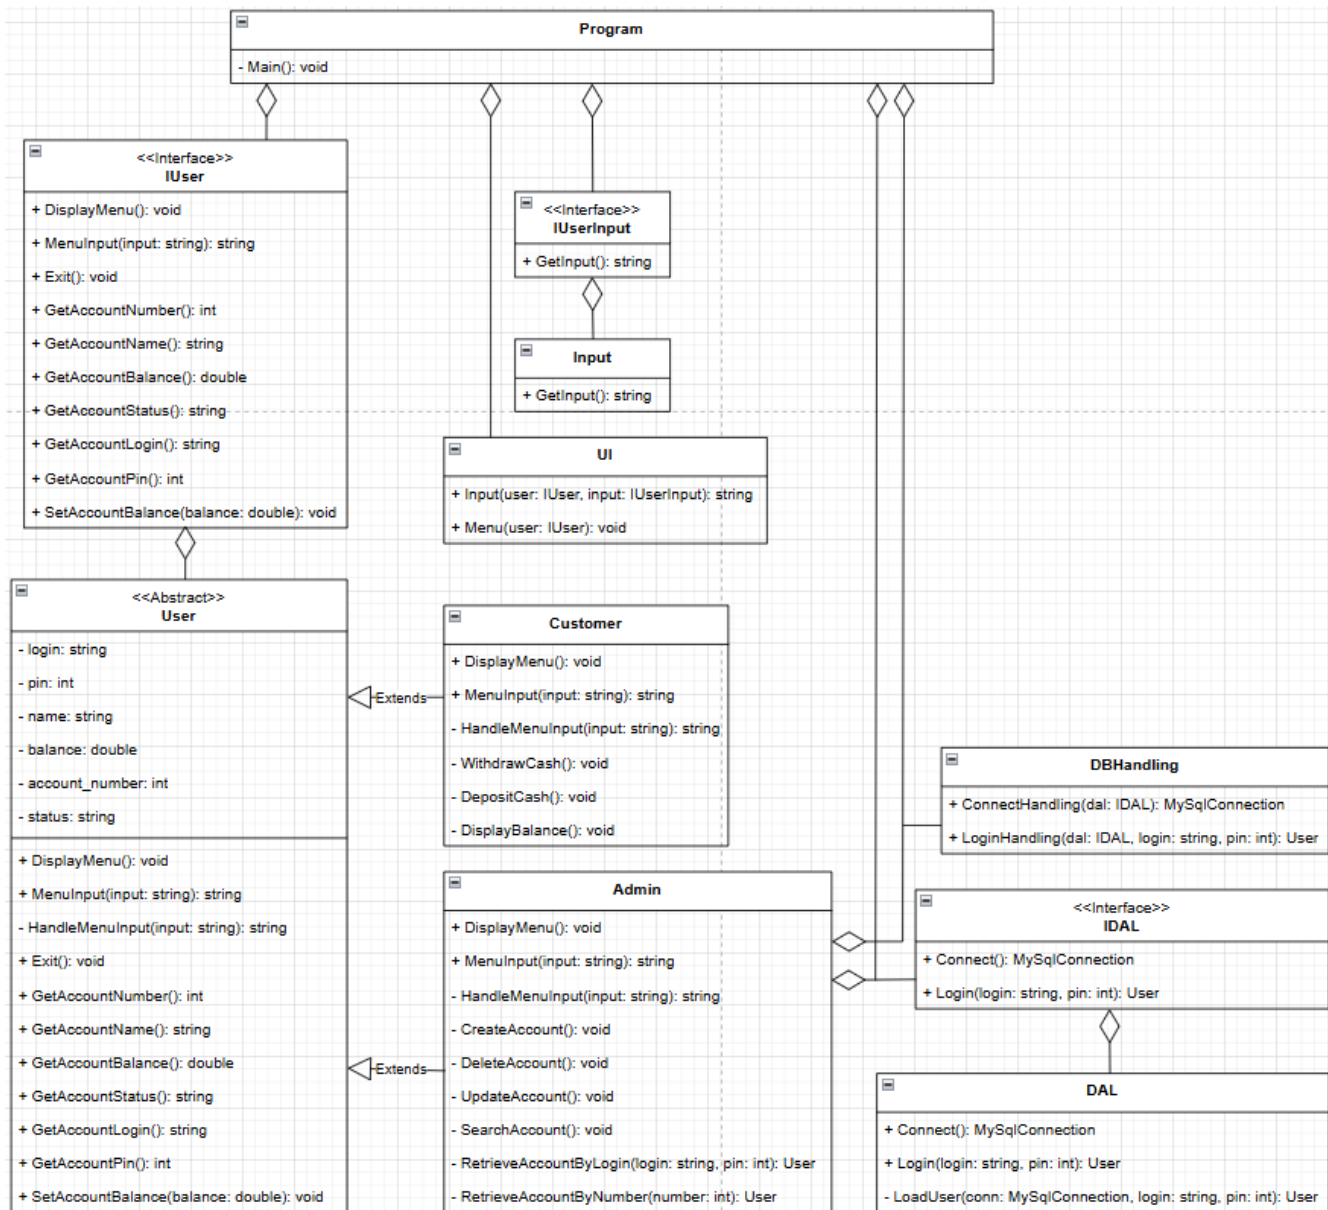 Program
- Main(): void
<<Interface>>
IUser
+ DisplayMenu(): void
+ MenuInput(input: string): string
+ Exit(): void
+ GetAccountNumber(): int
+ GetAccountName(): string
+ GetAccountBalance(): double
+ GetAccountStatus(): string
+ GetAccountLogin(): string
+ GetAccountPin(): int
+ SetAccountBalance(balance: double): void
<<Interface>>
IUserInput
+ GetInput(): string
Input
+ GetInput(): string
UI
+ Input(user: IUser, input: IUserInput): string
+ Menu(user: IUser): void
<<Abstract>>
User
- login: string
- pin: int
- name: string
- balance: double
- account_number: int
- status: string
+ DisplayMenu(): void
+ MenuInput(input: string): string
- HandleMenuInput(input: string): string
+ Exit(): void
+ GetAccountNumber(): int
+ GetAccountName(): string
+ GetAccountBalance(): double
+ GetAccountStatus(): string
+ GetAccountLogin(): string
+ GetAccountPin(): int
+ SetAccountBalance(balance: double): void
Extends
Customer
+ DisplayMenu(): void
+ MenuInput(input: string): string
- HandleMenuInput(input: string): string
- WithdrawCash(): void
- DepositCash(): void
- DisplayBalance(): void
Extends
Admin
+ DisplayMenu(): void
+ MenuInput(input: string): string
- HandleMenuInput(input: string): string
- CreateAccount(): void
- DeleteAccount(): void
- UpdateAccount(): void
- SearchAccount(): void
- RetrieveAccountByLogin(login: string, pin: int): User
- RetrieveAccountByNumber(number: int): User
DBHandling
+ ConnectHandling(dal: IDAL): MySqlConnection
+ LoginHandling(dal: IDAL, login: string, pin: int): User
<<Interface>>
IDAL
+ Connect(): MySqlConnection
+ Login(login: string, pin: int): User
DAL
+ Connect(): MySqlConnection
+ Login(login: string, pin: int): User
- LoadUser(conn: MySqlConnection, login: string, pin: int): User